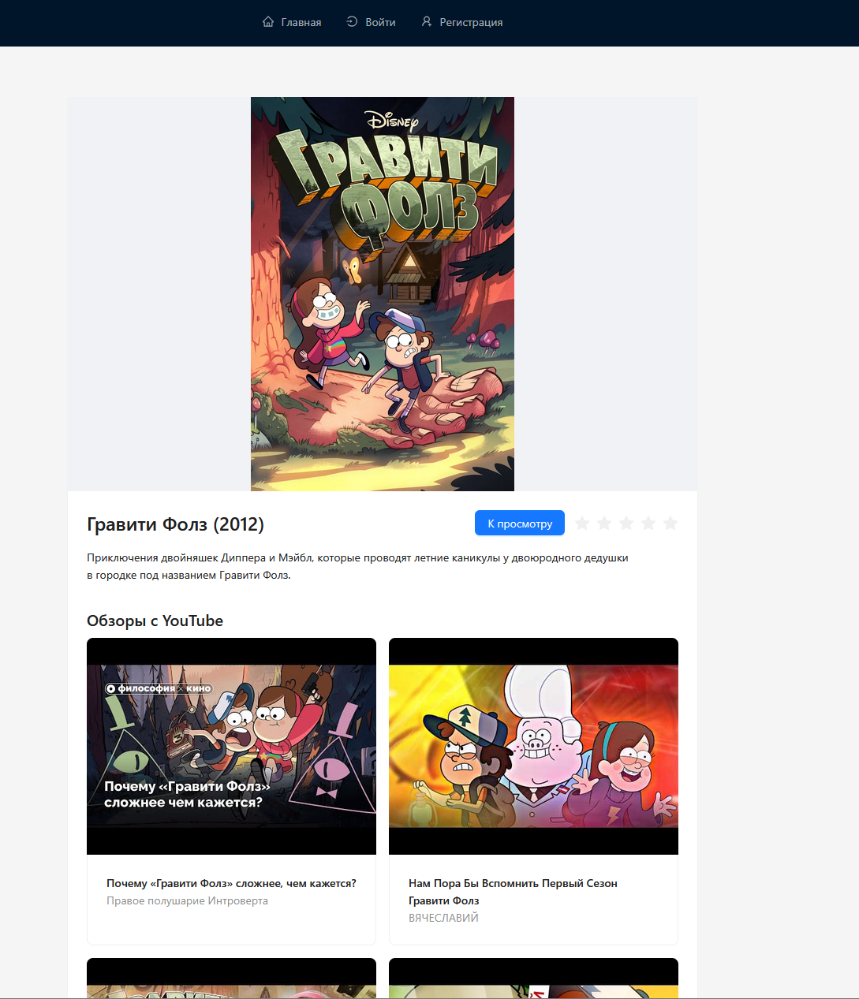 Главная
Войти
Регистрация
Disney
ГРАВИТИ
ФОЛЗ
Гравити Фолз (2012)
К просмотру
Приключения двойняшек Диппера и Мэйбл, которые проводят летние каникулы у двоюродного дедушки
в городке под названием Гравити Фолз.
Обзоры с YouTube
философия × кино
Почему «Гравити Фолз»
сложнее чем кажется?
Почему «Гравити Фолз» сложнее, чем кажется?
Правое полушарие Интроверта
Нам Пора Бы Вспомнить Первый Сезон
Гравити Фолз
ВЯЧЕСЛАВИЙ